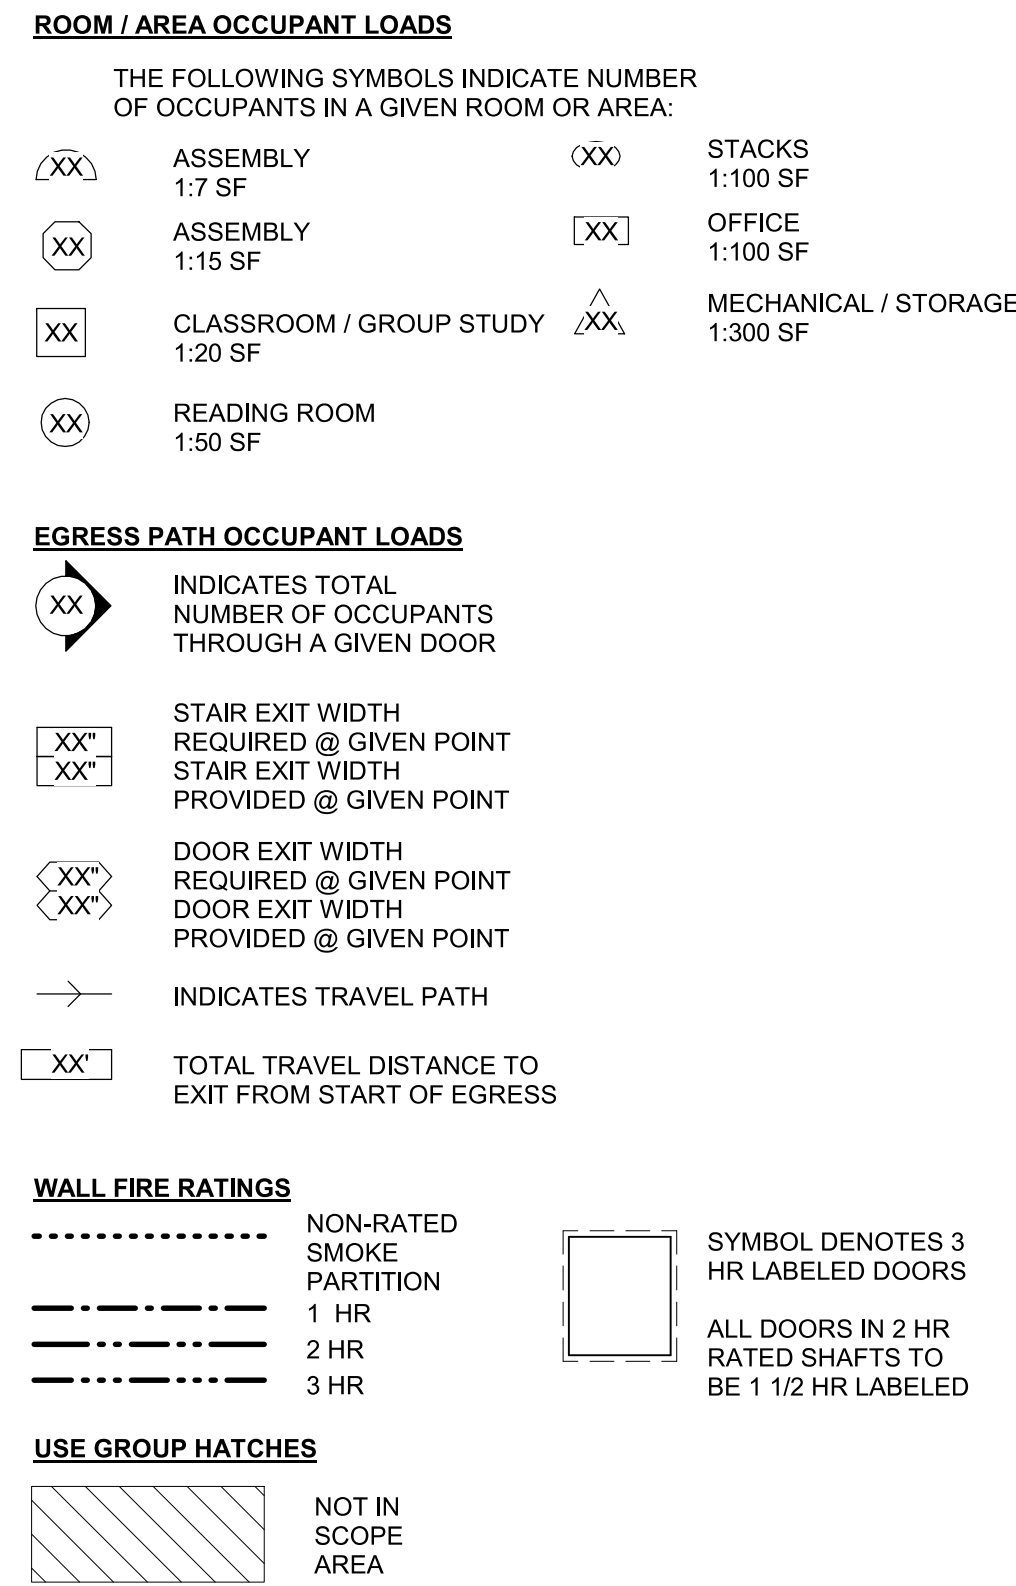 ROOM / AREA OCCUPANT LOADS
THE FOLLOWING SYMBOLS INDICATE NUMBER
OF OCCUPANTS IN A GIVEN ROOM OR AREA:
XX
ASSEMBLY
1:7 SF
XX
ASSEMBLY
1:15 SF
XX
CLASSROOM / GROUP STUDY
1:20 SF
XX
READING ROOM
1:50 SF
XX
STACKS
1:100 SF
XX
OFFICE
1:100 SF
XX
MECHANICAL / STORAGE
1:300 SF
EGRESS PATH OCCUPANT LOADS
XX
INDICATES TOTAL
NUMBER OF OCCUPANTS
THROUGH A GIVEN DOOR
XX"
XX"
STAIR EXIT WIDTH
REQUIRED @ GIVEN POINT
STAIR EXIT WIDTH
PROVIDED @ GIVEN POINT
XX"
XX"
DOOR EXIT WIDTH
REQUIRED @ GIVEN POINT
DOOR EXIT WIDTH
PROVIDED @ GIVEN POINT
INDICATES TRAVEL PATH
XX'
TOTAL TRAVEL DISTANCE TO
EXIT FROM START OF EGRESS
WALL FIRE RATINGS
NON-RATED
SMOKE
PARTITION
1 HR
2 HR
3 HR
SYMBOL DENOTES 3
HR LABELED DOORS
ALL DOORS IN 2 HR
RATED SHAFTS TO
BE 1 1/2 HR LABELED
USE GROUP HATCHES
NOT IN
SCOPE
AREA